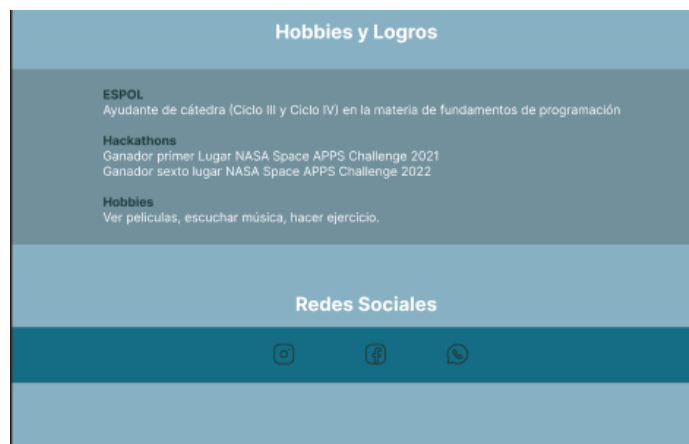 Hobbies y Logros
ESPOL
Ayudante de cátedra (Ciclo III y Ciclo IV) en la materia de fundamentos de programación
Hackathons
Ganador primer Lugar NASA Space APPS Challenge 2021
Ganador sexto lugar NASA Space APPS Challenge 2022
Hobbies
Ver peliculas, escuchar música, hacer ejercicio.
Redes Sociales